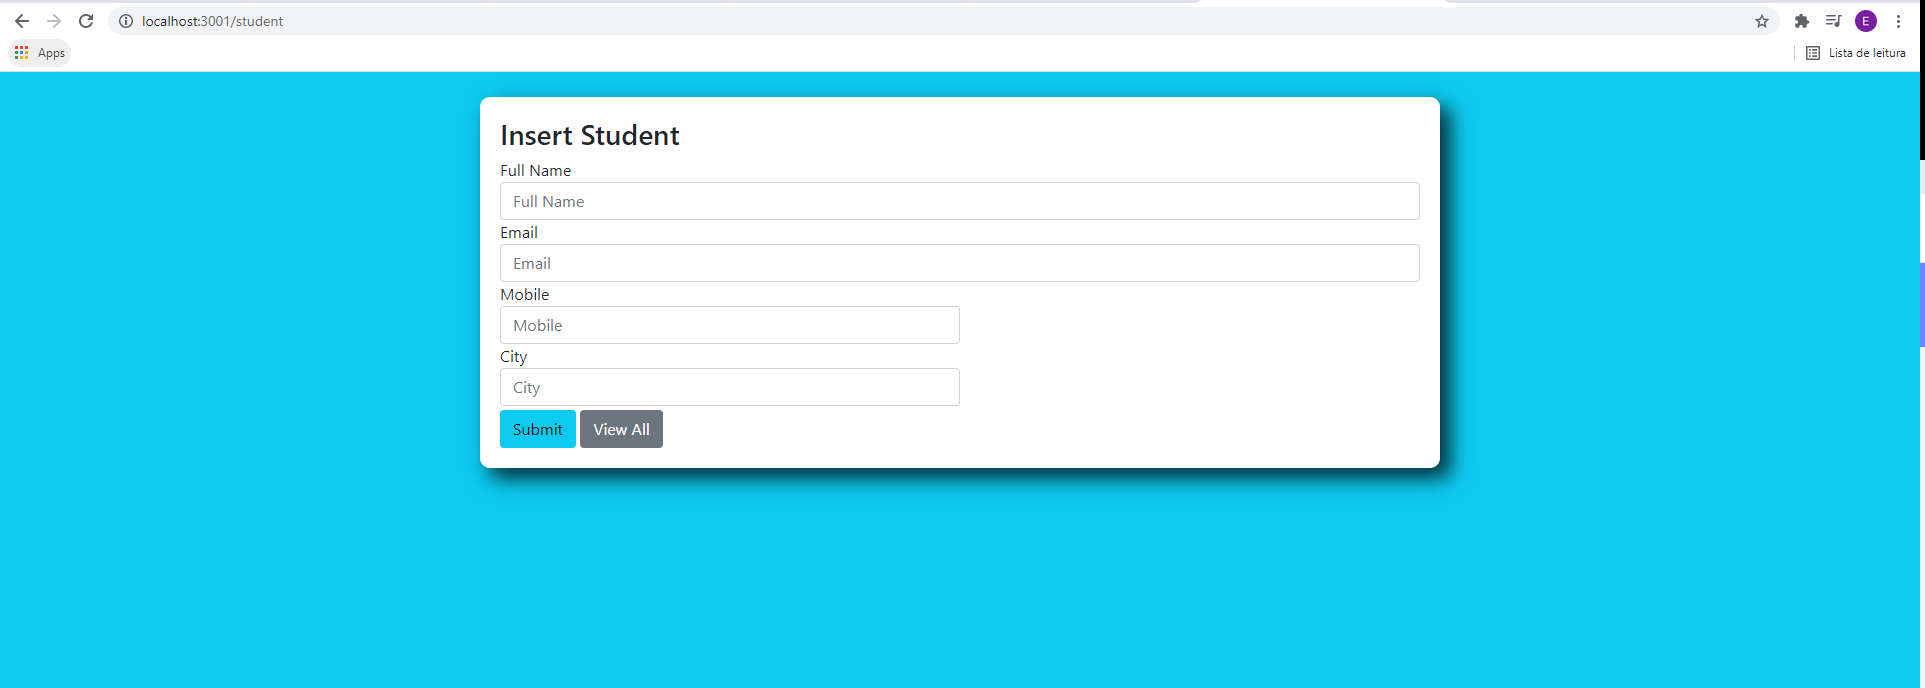 localhost:3001/student
E
Apps
Lista de leitura
Insert Student
Full Name
Full Name
Email
Email
Mobile
Mobile
City
City
Submit View All